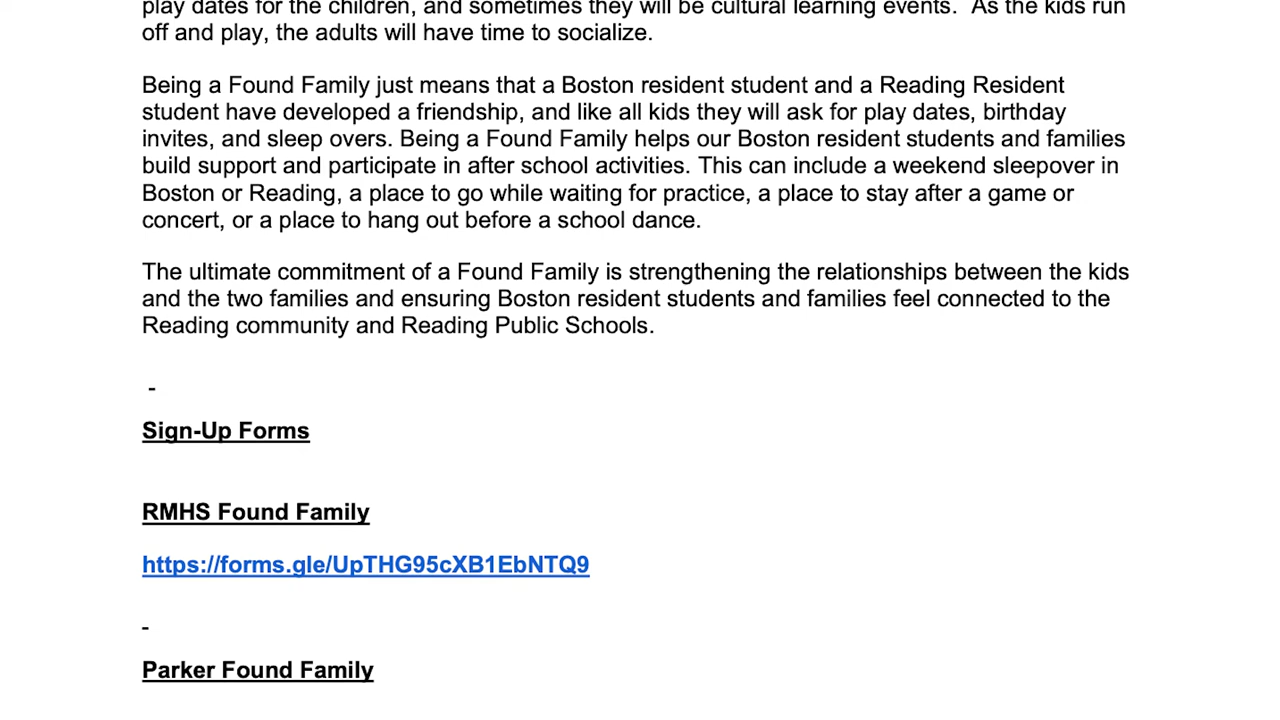 play dates for the children, and sometimes they will be cultural learning events.  As the kids run
off and play, the adults will have time to socialize.
Being a Found Family just means that a Boston resident student and a Reading Resident
student have developed a friendship, and like all kids they will ask for play dates, birthday
invites, and sleep overs. Being a Found Family helps our Boston resident students and families
build support and participate in after school activities. This can include a weekend sleepover in
Boston or Reading, a place to go while waiting for practice, a place to stay after a game or
concert, or a place to hang out before a school dance.
The ultimate commitment of a Found Family is strengthening the relationships between the kids
and the two families and ensuring Boston resident students and families feel connected to the
Reading community and Reading Public Schools.
-
Sign-Up Forms
RMHS Found Family
https://forms.gle/UpTHG95cXB1EbNTQ9
-
Parker Found Family